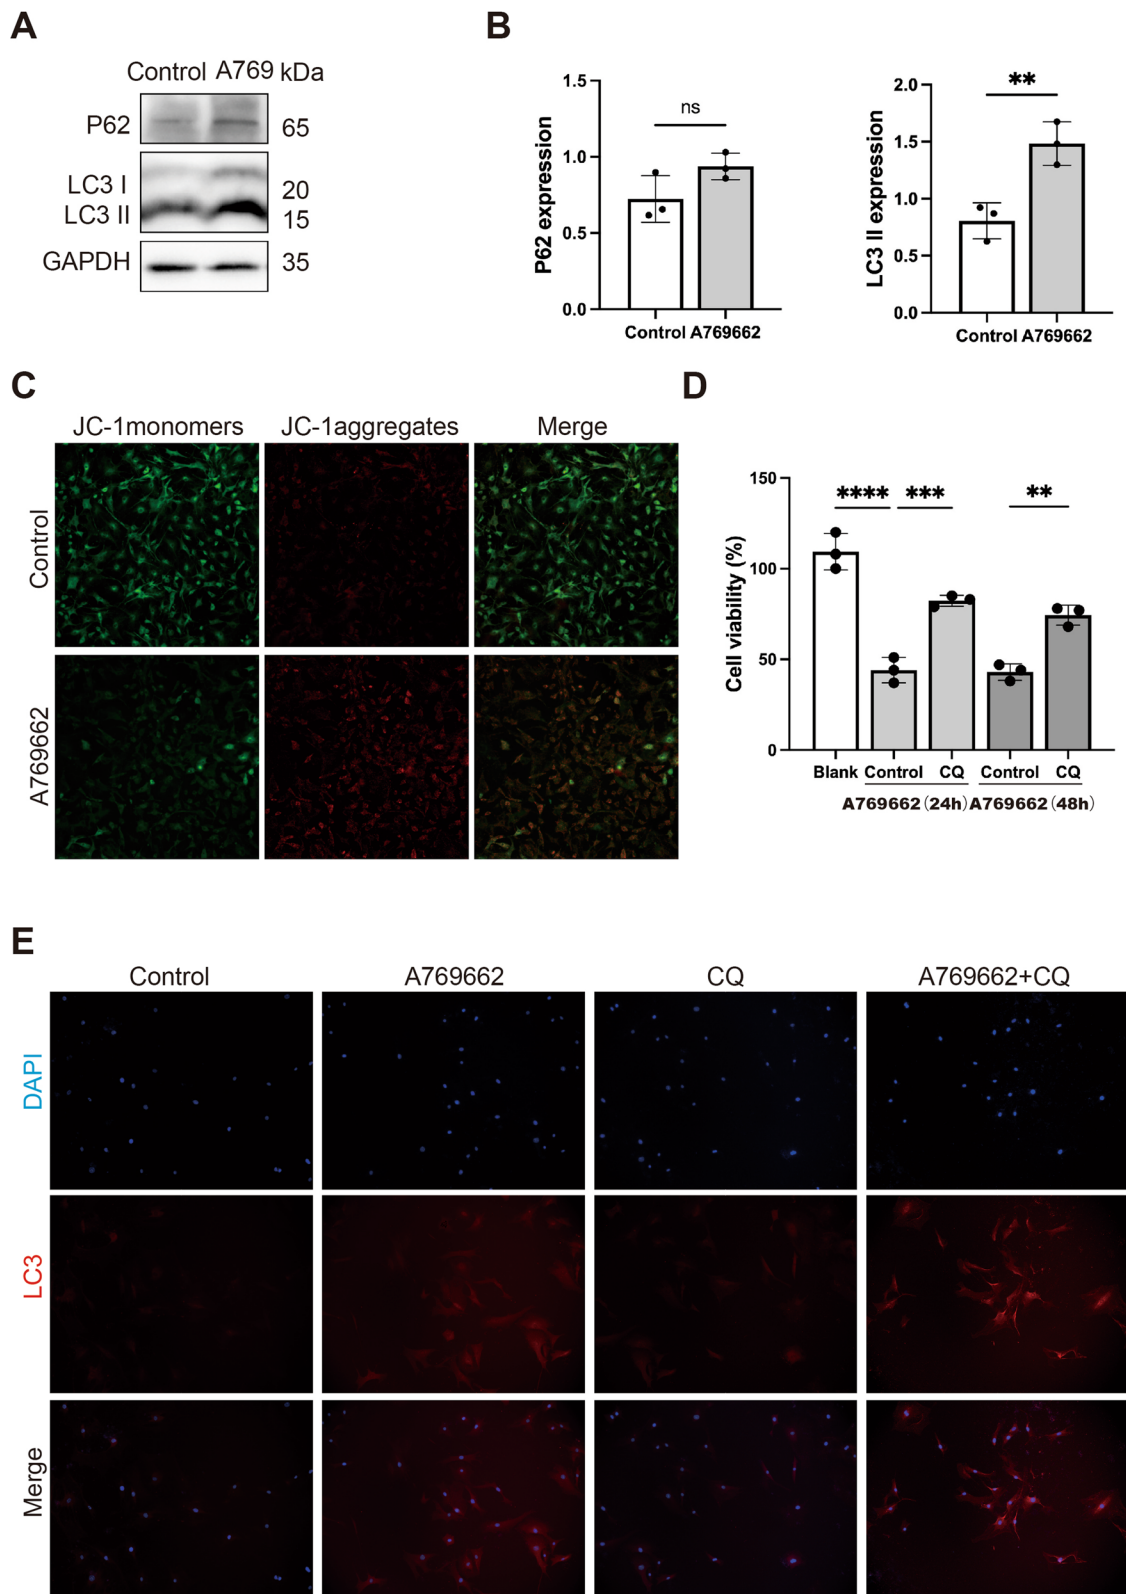 A
Control A769 kDa
P62 65
LC3 I 20
LC3 II 15
GAPDH 35
B
P62 expression
1.5
1.0
0.5
0.0
ns
Control A769662
LC3 II expression
2.0
1.5
1.0
0.5
0.0
**
Control A769662
C
JC-1monomers JC-1aggregates Merge
Control
A769662
D
Cell viability (%)
150
100
50
0
**** *** **
Blank Control CQ Control CQ
A769662 (24h) A769662 (48h)
E
Control A769662 CQ A769662+CQ
DAPI
LC3
Merge